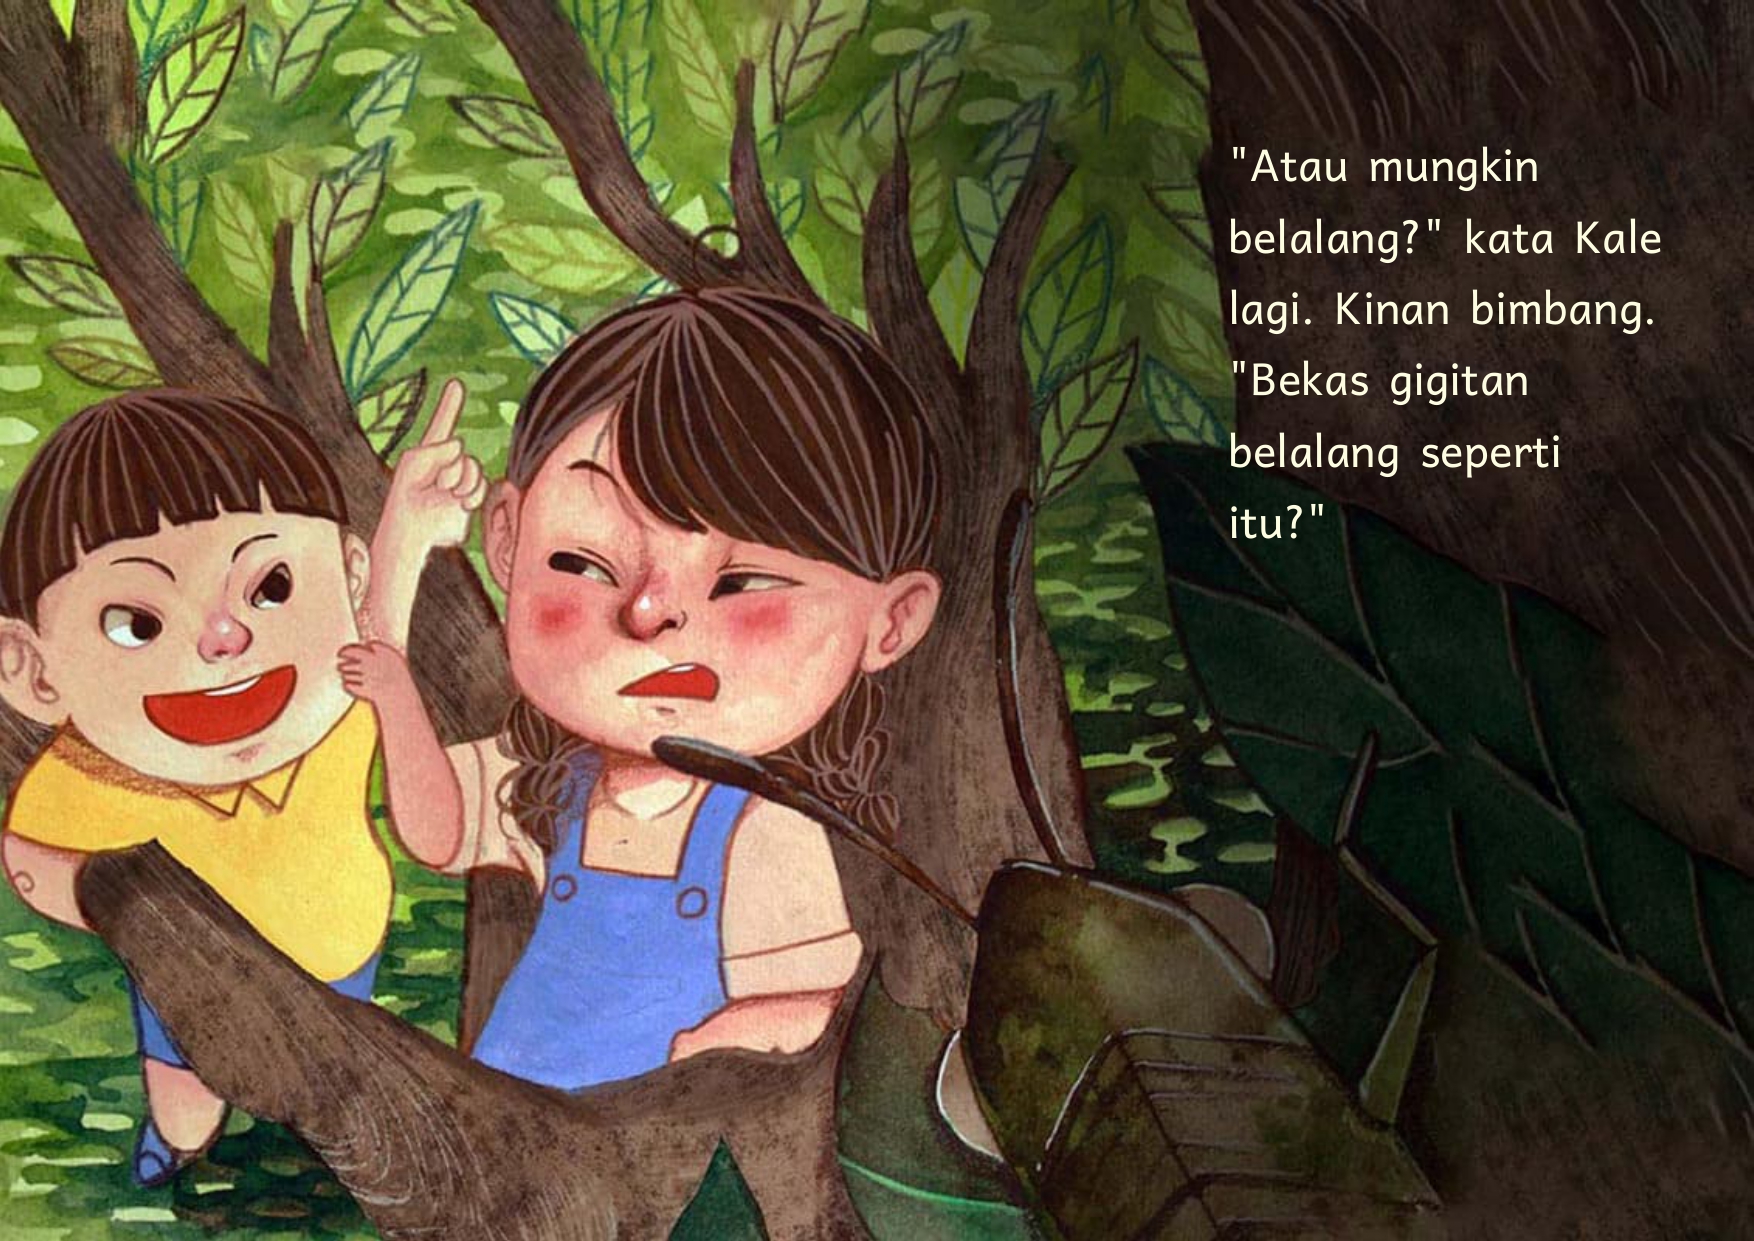 "Atau mungkin
belalang?" kata Kale
lagi. Kinan bimbang.
"Bekas gigitan
belalang seperti
itu?"